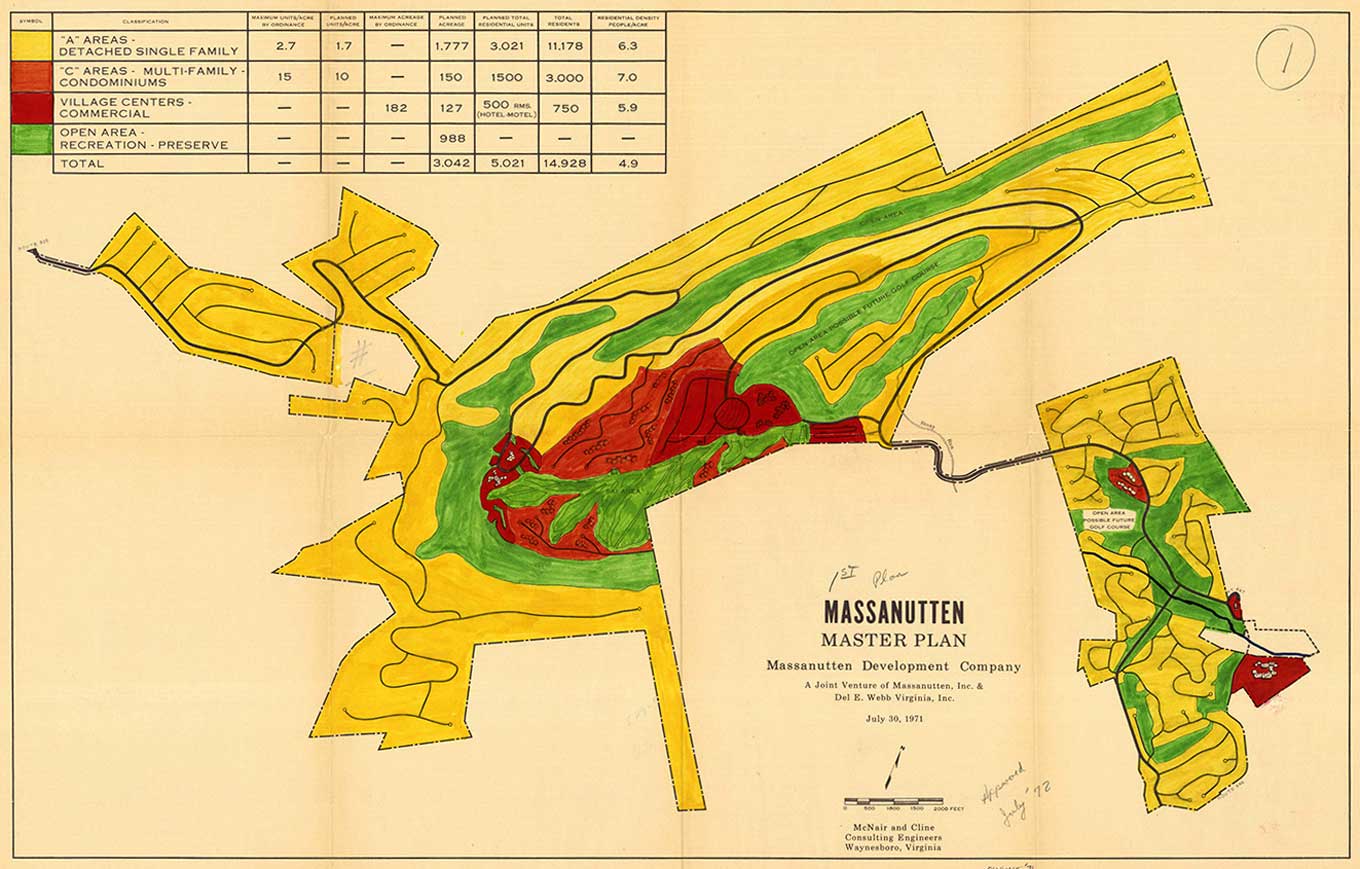 SYMBOL CLASSIFICATION MAXIMUM UNITS/ACRE BY ORDINANCE PLANNED UNITS/ACRE MAXIMUM ACREAGE BY ORDINANCE PLANNED ACREAGE PLANNED TOTAL RESIDENTIAL UNITS TOTAL RESIDENTS RESIDENTIAL DENSITY PEOPLE/ACRE
"A" AREAS -
DETACHED SINGLE FAMILY 2.7 1.7 — 1,777 3,021 11,178 6.3
"C" AREAS - MULTI-FAMILY -
CONDOMINIUMS 15 10 — 150 1500 3,000 7.0
VILLAGE CENTERS -
COMMERCIAL — — 182 127 500 RMS. (HOTEL-MOTEL) 750 5.9
OPEN AREA -
RECREATION - PRESERVE — — — 988 — — —
TOTAL — — — 3,042 5,021 14,928 4.9
1
#
OPEN AREA
OPEN AREA POSSIBLE FUTURE GOLF COURSE
SKI AREA
OPEN AREA
POSSIBLE FUTURE
GOLF COURSE
1ST Plan
MASSANUTTEN
MASTER PLAN
Massanutten Development Company
A Joint Venture of Massanutten, Inc. &
Del E. Webb Virginia, Inc.
July 30, 1971
0 500 1000 1500 2000 FEET
Approved
July '72
McNair and Cline
Consulting Engineers
Waynesboro, Virginia